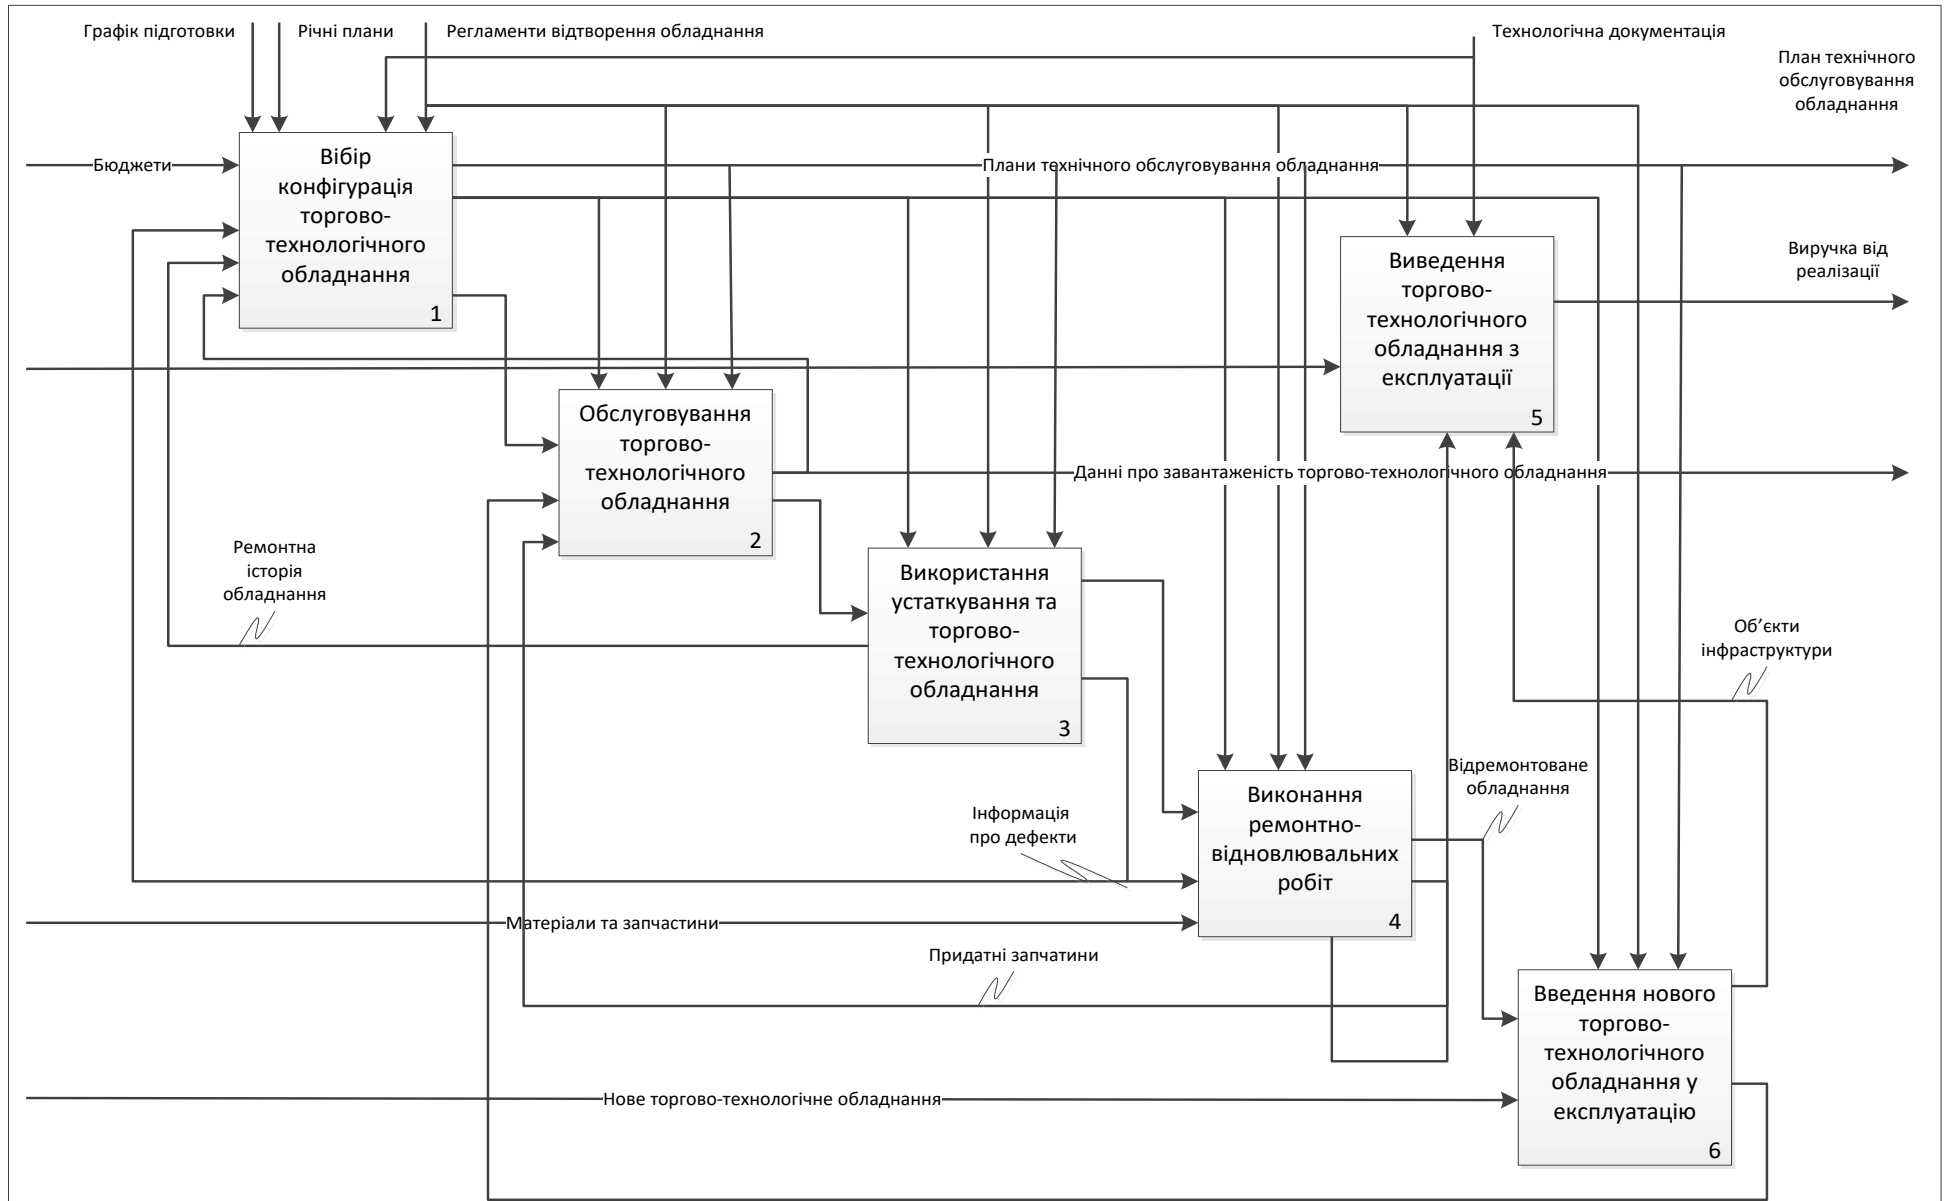 Графік підготовки
Річні плани
Регламенти відтворення обладнання
Технологічна документація
План технічного
обслуговування
обладнання
Бюджети
Вібір
конфігурація
торгово-
технологічного
обладнання
1
Плани технічного обслуговування обладнання
Виведення
торгово-
технологічного
обладнання з
експлуатації
5
Виручка від
реалізації
Обслуговування
торгово-
технологічного
обладнання
2
Данні про завантаженість торгово-технологічного обладнання
Ремонтна
історія
обладнання
Використання
устаткування та
торгово-
технологічного
обладнання
3
Об’єкти
інфраструктури
Відремонтоване
обладнання
Інформація
про дефекти
Виконання
ремонтно-
відновлювальних
робіт
4
Матеріали та запчастини
Придатні запчатини
Введення нового
торгово-
технологічного
обладнання у
експлуатацію
6
Нове торгово-технологічне обладнання